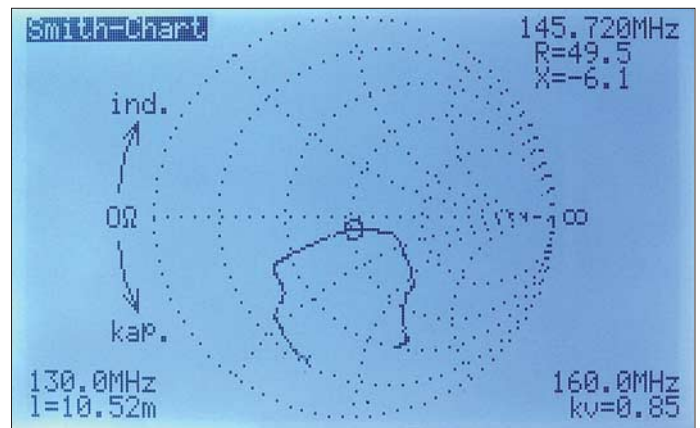 Smith-Chart
145.720MHz
R=49.5
X=-6.1
ind.
0Ω
∞
kap.
130.0MHz
l=10.52m
160.0MHz
kv=0.85